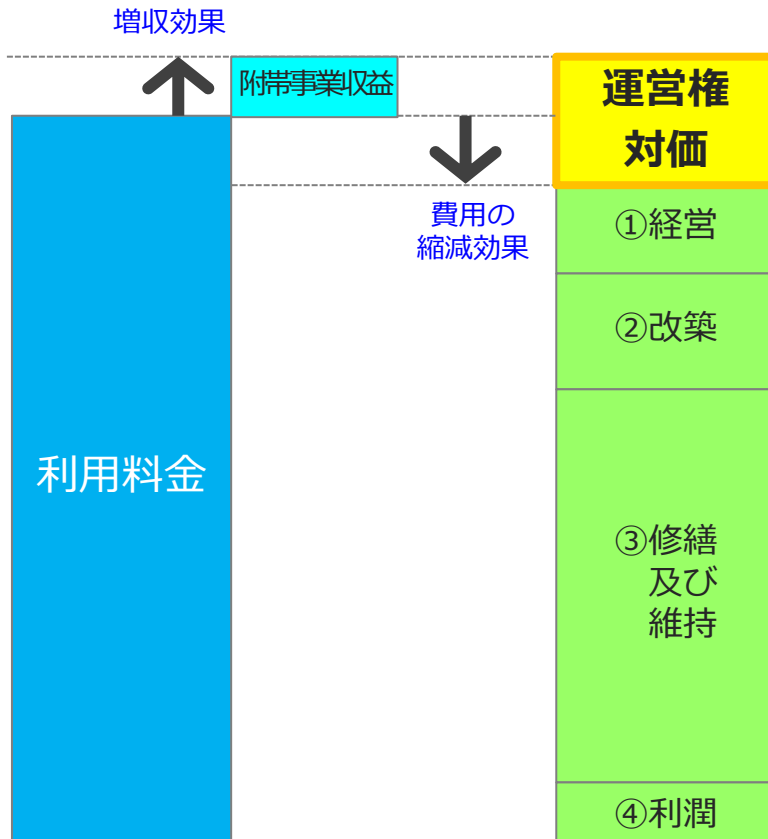 増収効果
附帯事業収益
運営権
対価
費用の
縮減効果
①経営
②改築
利用料金
③修繕
及び
維持
④利潤